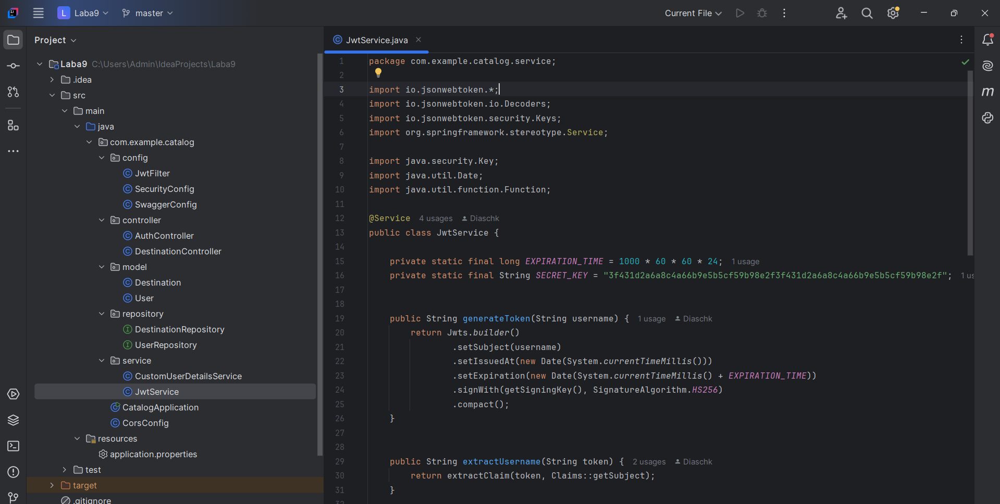 L Laba9 master Current File
Project
Laba9 C:\Users\Admin\IdeaProjects\Laba9
.idea
src
main
java
com.example.catalog
config
JwtFilter
SecurityConfig
SwaggerConfig
controller
AuthController
DestinationController
model
Destination
User
repository
DestinationRepository
UserRepository
service
CustomUserDetailsService
JwtService
CatalogApplication
CorsConfig
resources
application.properties
test
target
.gitignore
JwtService.java
1 package com.example.catalog.service;
2
3 import io.jsonwebtoken.*;
4 import io.jsonwebtoken.io.Decoders;
5 import io.jsonwebtoken.security.Keys;
6 import org.springframework.stereotype.Service;
7
8 import java.security.Key;
9 import java.util.Date;
10 import java.util.function.Function;
11
12 @Service 4 usages Diaschk
13 public class JwtService {
14
15 private static final long EXPIRATION_TIME = 1000 * 60 * 60 * 24; 1 usage
16 private static final String SECRET_KEY = "3f431d2a6a8c4a66b9e5b5cf59b98e2f3f431d2a6a8c4a66b9e5b5cf59b98e2f"; 1 us
17
18
19 public String generateToken(String username) { 1 usage Diaschk
20 return Jwts.builder()
21 .setSubject(username)
22 .setIssuedAt(new Date(System.currentTimeMillis()))
23 .setExpiration(new Date(System.currentTimeMillis() + EXPIRATION_TIME))
24 .signWith(getSigningKey(), SignatureAlgorithm.HS256)
25 .compact();
26 }
27
28
29 public String extractUsername(String token) { 2 usages Diaschk
30 return extractClaim(token, Claims::getSubject);
31 }
32